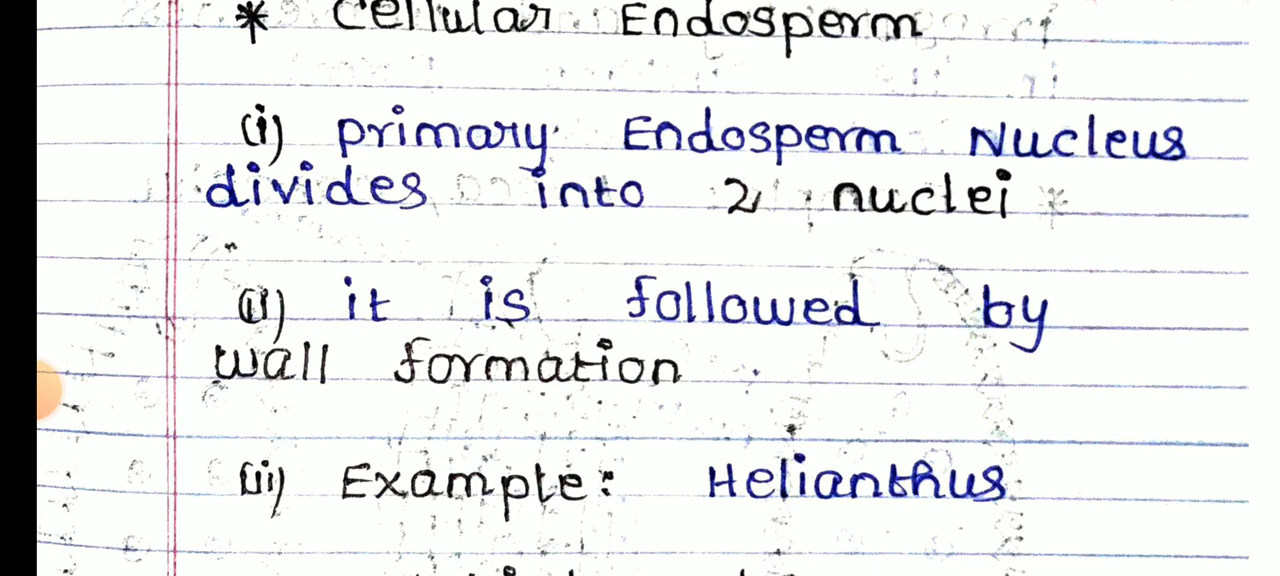 * Cellular Endosperm
(i) primary Endosperm Nucleus
divides into 2 nuclei
(ii) it is followed by
wall formation
(iii) Example: Helianthus